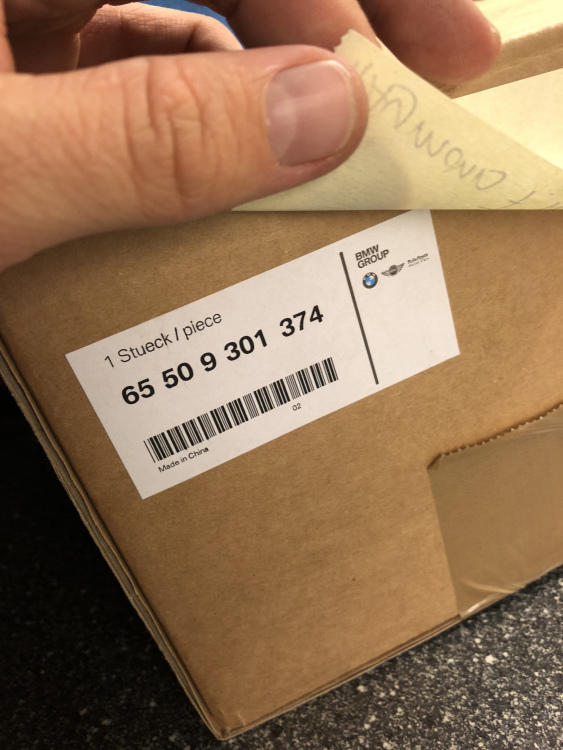 1 Stueck / piece
65 50 9 301 374
02
Made in China
BMW
GROUP